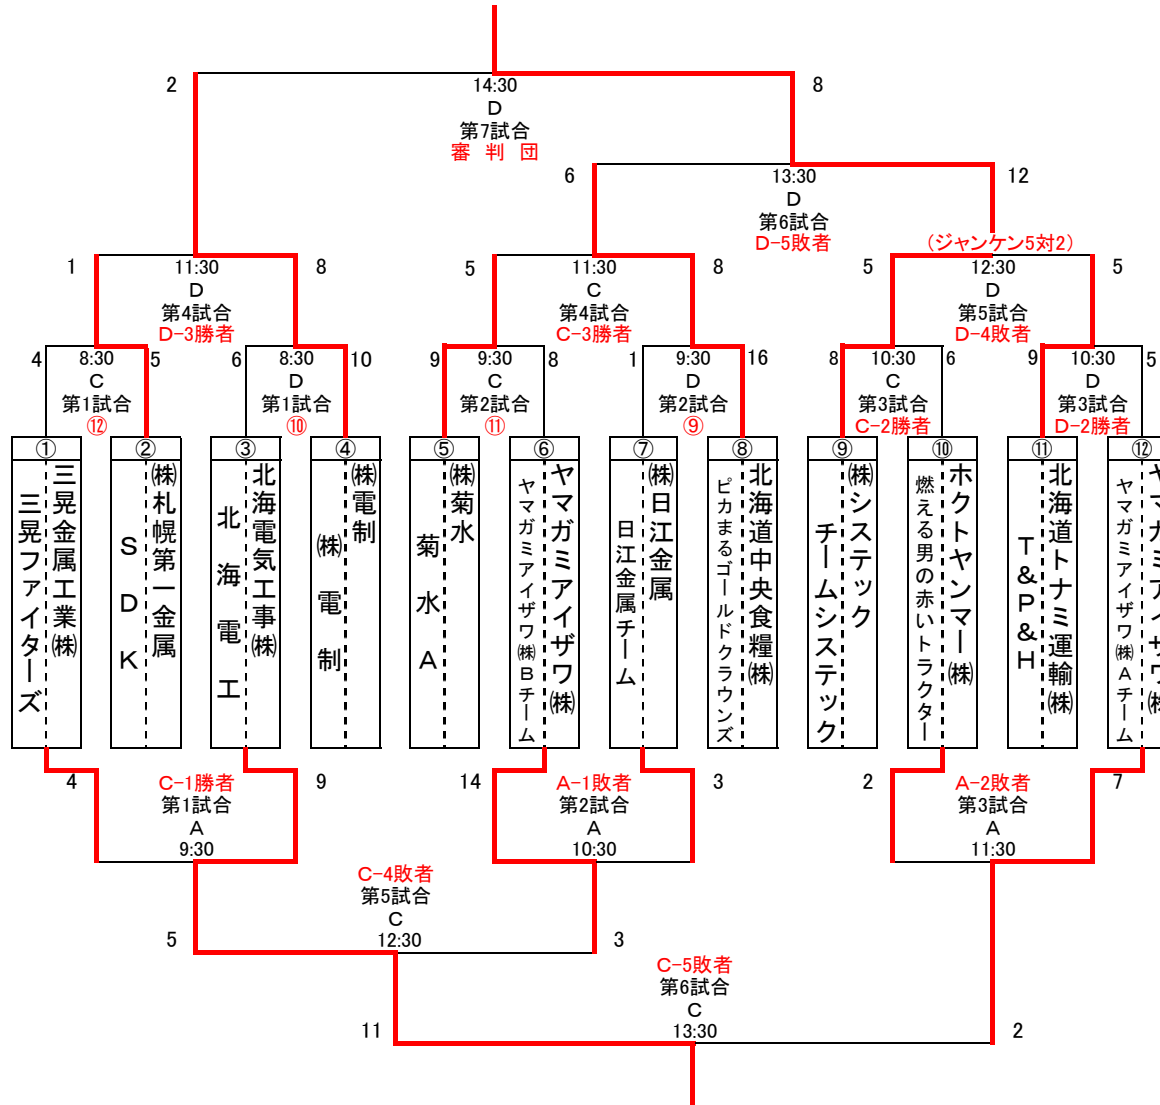 2
8
14:30
D
第7試合
審 判 団
6
12
13:30
D
第6試合
D-5敗者
1
8
11:30
D
第4試合
D-3勝者
5
8
11:30
C
第4試合
C-3勝者
(ジャンケン5対2)
5
5
12:30
D
第5試合
D-4敗者
4
5
8:30
C
第1試合
⑫
6
10
8:30
D
第1試合
⑩
9
8
9:30
C
第2試合
⑪
1
16
9:30
D
第2試合
⑨
8
6
10:30
C
第3試合
C-2勝者
9
5
10:30
D
第3試合
D-2勝者
①
三晃金属工業㈱
三晃ファイターズ
②
㈱札幌第一金属
SDK
③
北海電気工事㈱
北海電工
④
㈱電制
㈱電制
⑤
㈱菊水
菊水A
⑥
ヤマガミアイザワ㈱
ヤマガミアイザワ㈱Bチーム
⑦
㈱日江金属
日江金属チーム
⑧
北海道中央食糧㈱
ピカまるゴールドクラウンズ
⑨
㈱システック
チームシステック
⑩
ホクトヤンマー㈱
燃える男の赤いトラクター
⑪
北海道トナミ運輸㈱
T&P&H
⑫
ヤマガミアイザワ㈱
ヤマガミアイザワ㈱Aチーム
4
9
C-1勝者
第1試合
A
9:30
14
3
A-1敗者
第2試合
A
10:30
2
7
A-2敗者
第3試合
A
11:30
C-4敗者
第5試合
C
12:30
5
3
C-5敗者
第6試合
C
13:30
11
2